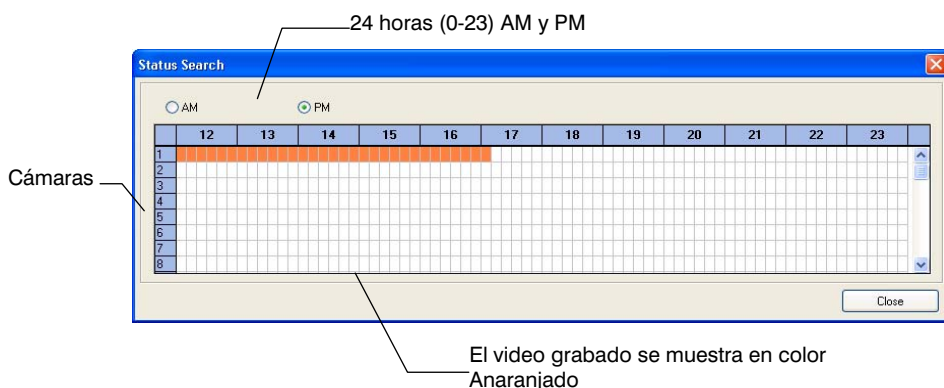 24 horas (0-23) AM y PM
Status Search
AM PM
12 13 14 15 16 17 18 19 20 21 22 23
1
2
3
Cámaras
4
5
6
7
8
Close
El video grabado se muestra en color
Anaranjado